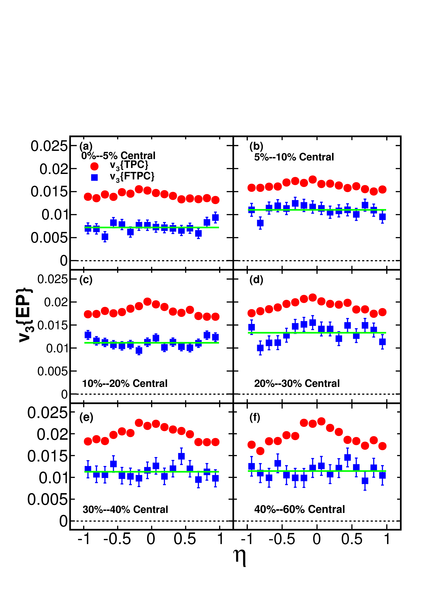 0.025 (a) (b)
0%--5% Central 5%--10% Central
v3{TPC}
v3{FTPC}
0.02
0.015
0.01
0.005
0
0.025 (c) (d)
0.02
0.015
0.01
0.005
10%--20% Central 20%--30% Central
0
v3{EP}
0.025 (e) (f)
0.02
0.015
0.01
0.005
30%--40% Central 40%--60% Central
0
-1 -0.5 0 0.5 1 -1 -0.5 0 0.5 1
η